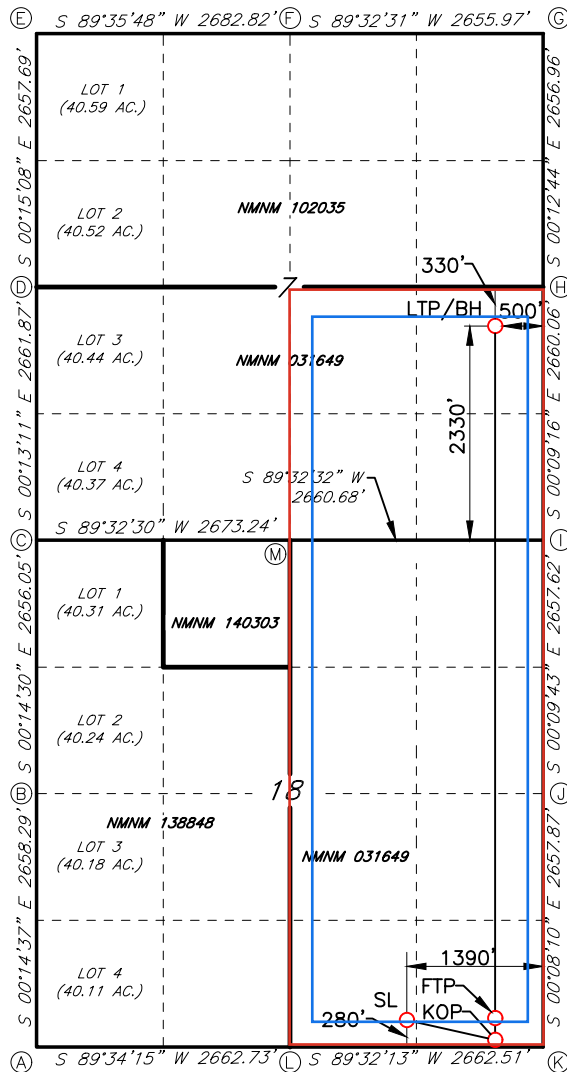 E S 89°35'48" W 2682.82' F S 89°32'31" W 2655.97' G
S 00°15'08" E 2657.69'
LOT 1
(40.59 AC.)
S 00°12'44" E 2656.96'
LOT 2
(40.52 AC.)
NMNM 102035
330'
D
7
H
LTP/BH 500'
S 00°13'11" E 2661.87'
LOT 3
(40.44 AC.)
NMNM 031649
2330'
S 00°09'16" E 2660.06'
LOT 4
(40.37 AC.)
S 89°32'32" W
2660.68'
C S 89°32'30" W 2673.24'
M
I
S 00°14'30" E 2656.05'
LOT 1
(40.31 AC.)
NMNM 140303
S 00°09'43" E 2657.62'
LOT 2
(40.24 AC.)
B
18
J
NMNM 138848
S 00°14'37" E 2658.29'
LOT 3
(40.18 AC.)
NMNM 031649
S 00°08'10" E 2657.87'
1390'
LOT 4
(40.11 AC.)
SL
FTP
280'
KOP
A S 89°34'15" W 2662.73' L S 89°32'13" W 2662.51' K